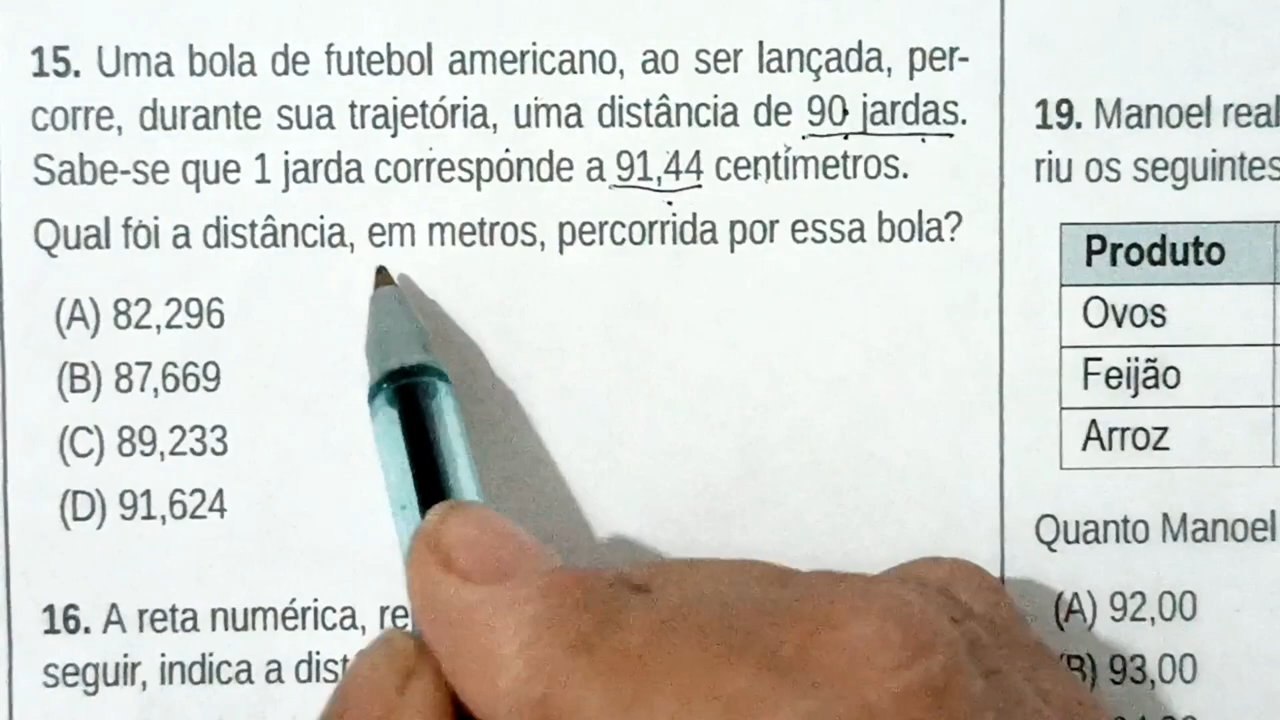 15. Uma bola de futebol americano, ao ser lançada, per-
corre, durante sua trajetória, uma distância de 90 jardas.
Sabe-se que 1 jarda corresponde a 91,44 centímetros.
Qual foi a distância, em metros, percorrida por essa bola?
(A) 82,296
(B) 87,669
(C) 89,233
(D) 91,624
16. A reta numérica,
seguir, indica a
19. Manoel
riu os seguintes
Produto
Ovos
Feijão
Arroz
Quanto Manoel
(A) 92,00
(B) 93,00